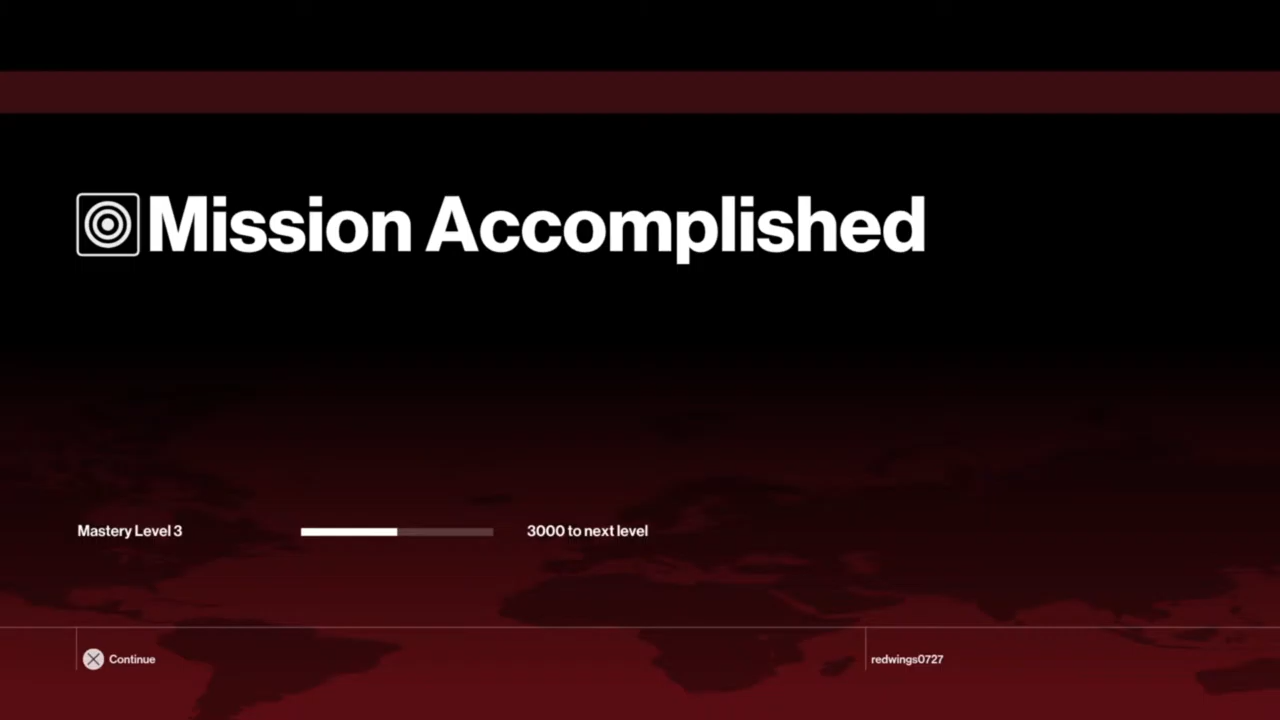 Mission Accomplished
Mastery Level 3
3000 to next level
Continue
redwings0727